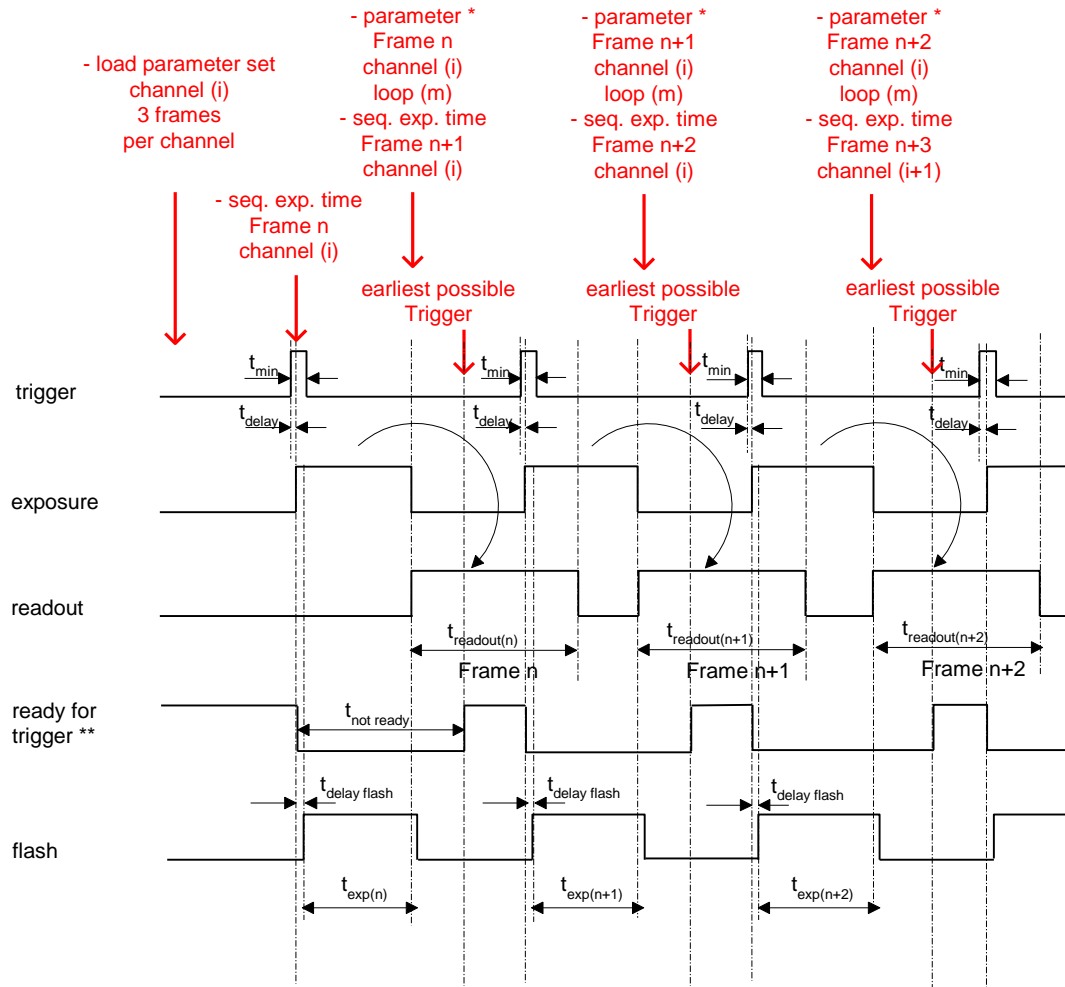 - load parameter set
channel (i)
3 frames
per channel
- seq. exp. time
Frame n
channel (i)
- parameter *
Frame n
channel (i)
loop (m)
- seq. exp. time
Frame n+1
channel (i)
- parameter *
Frame n+1
channel (i)
loop (m)
- seq. exp. time
Frame n+2
channel (i)
- parameter *
Frame n+2
channel (i)
loop (m)
- seq. exp. time
Frame n+3
channel (i+1)
earliest possible
Trigger
earliest possible
Trigger
earliest possible
Trigger
trigger
tmin
tmin
tmin
tmin
tdelay
tdelay
tdelay
tdelay
exposure
readout
treadout(n)
treadout(n+1)
treadout(n+2)
Frame n
Frame n+1
Frame n+2
ready for
trigger **
tnot ready
tdelay flash
tdelay flash
tdelay flash
flash
texp(n)
texp(n+1)
texp(n+2)